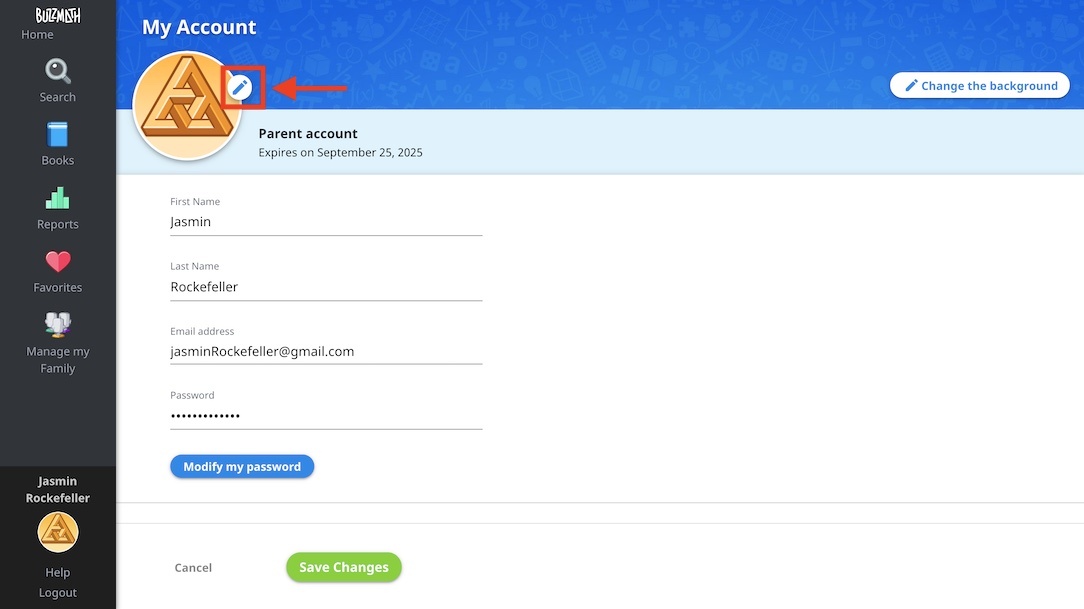 BUZZMATH
Home
Search
Books
Reports
Favorites
Manage my
Family
Jasmin
Rockefeller
Help
Logout
My Account
Change the background
Parent account
Expires on September 25, 2025
First Name
Jasmin
Last Name
Rockefeller
Email address
jasminRockefeller@gmail.com
Password
•••••••••••••
Modify my password
Cancel
Save Changes